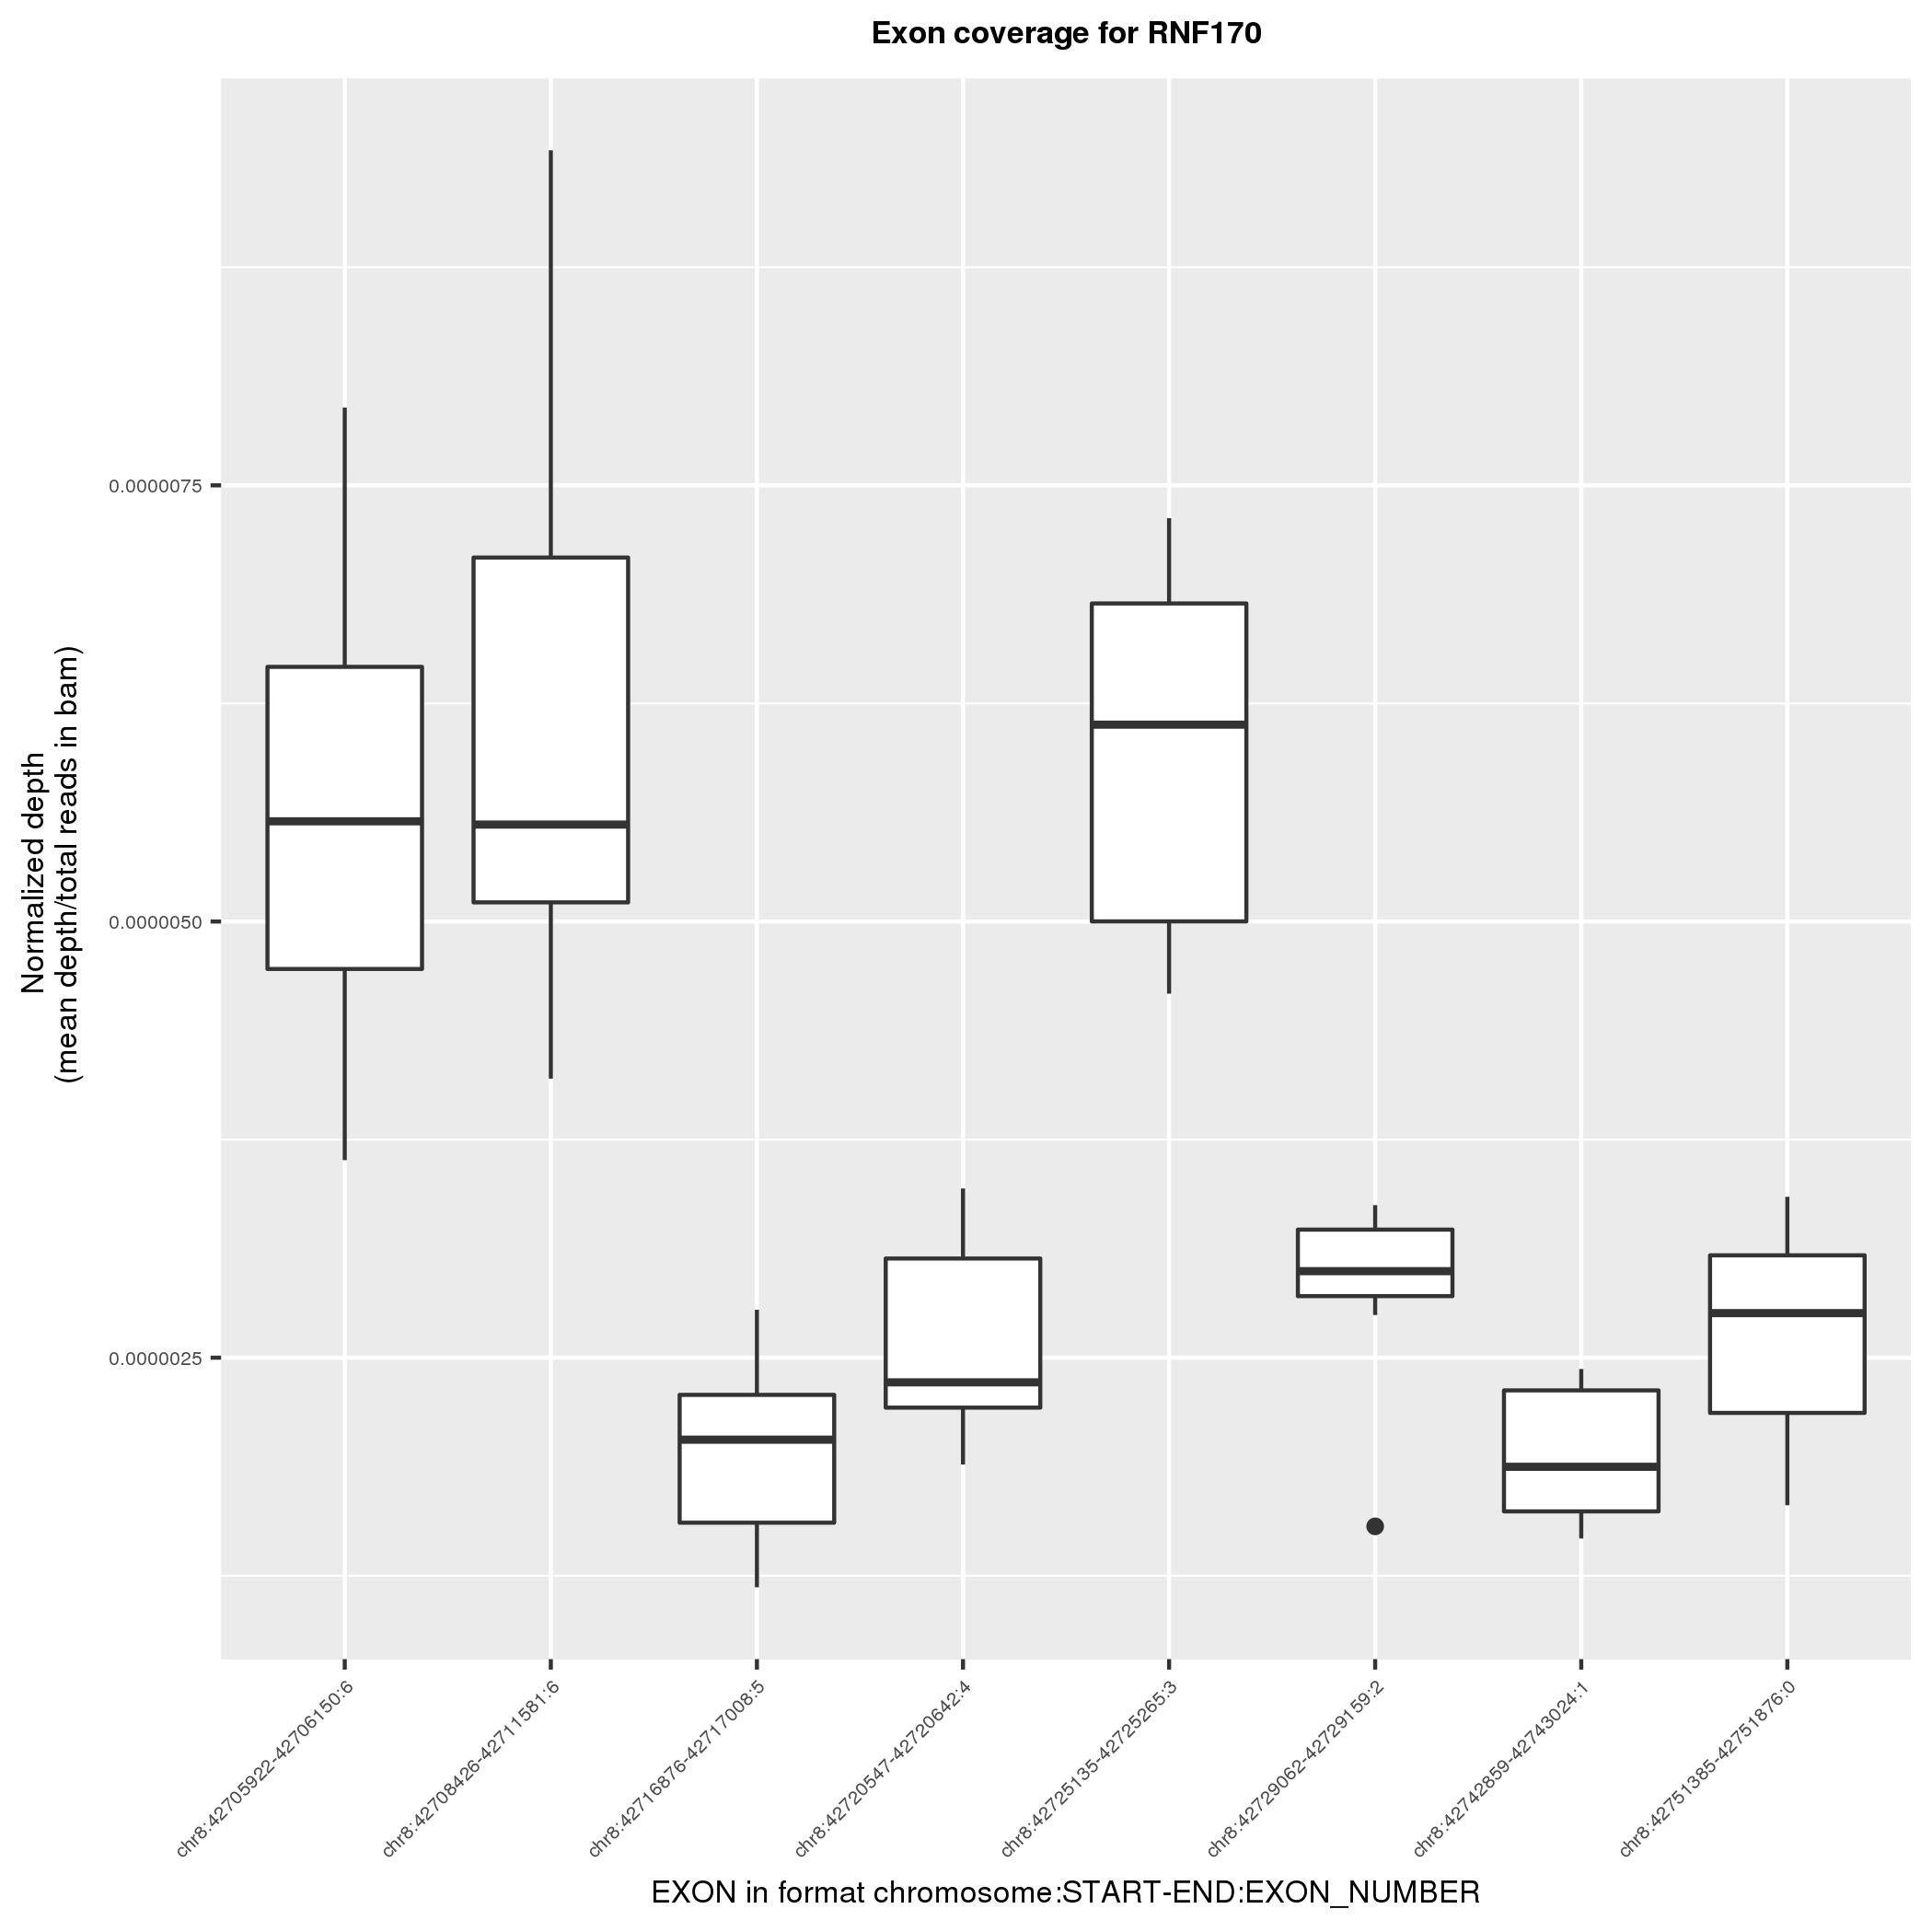 Exon coverage for RNF170
Normalized depth
(mean depth/total reads in bam)
0.0000075
0.0000050
0.0000025
chr8:42705922-42706150:6
chr8:42708426-42711581:6
chr8:42716876-42717008:5
chr8:42720547-42720642:4
chr8:42725135-42725265:3
chr8:42729062-42729159:2
chr8:42742859-42743024:1
chr8:42751385-42751876:0
EXON in format chromosome:START-END:EXON_NUMBER